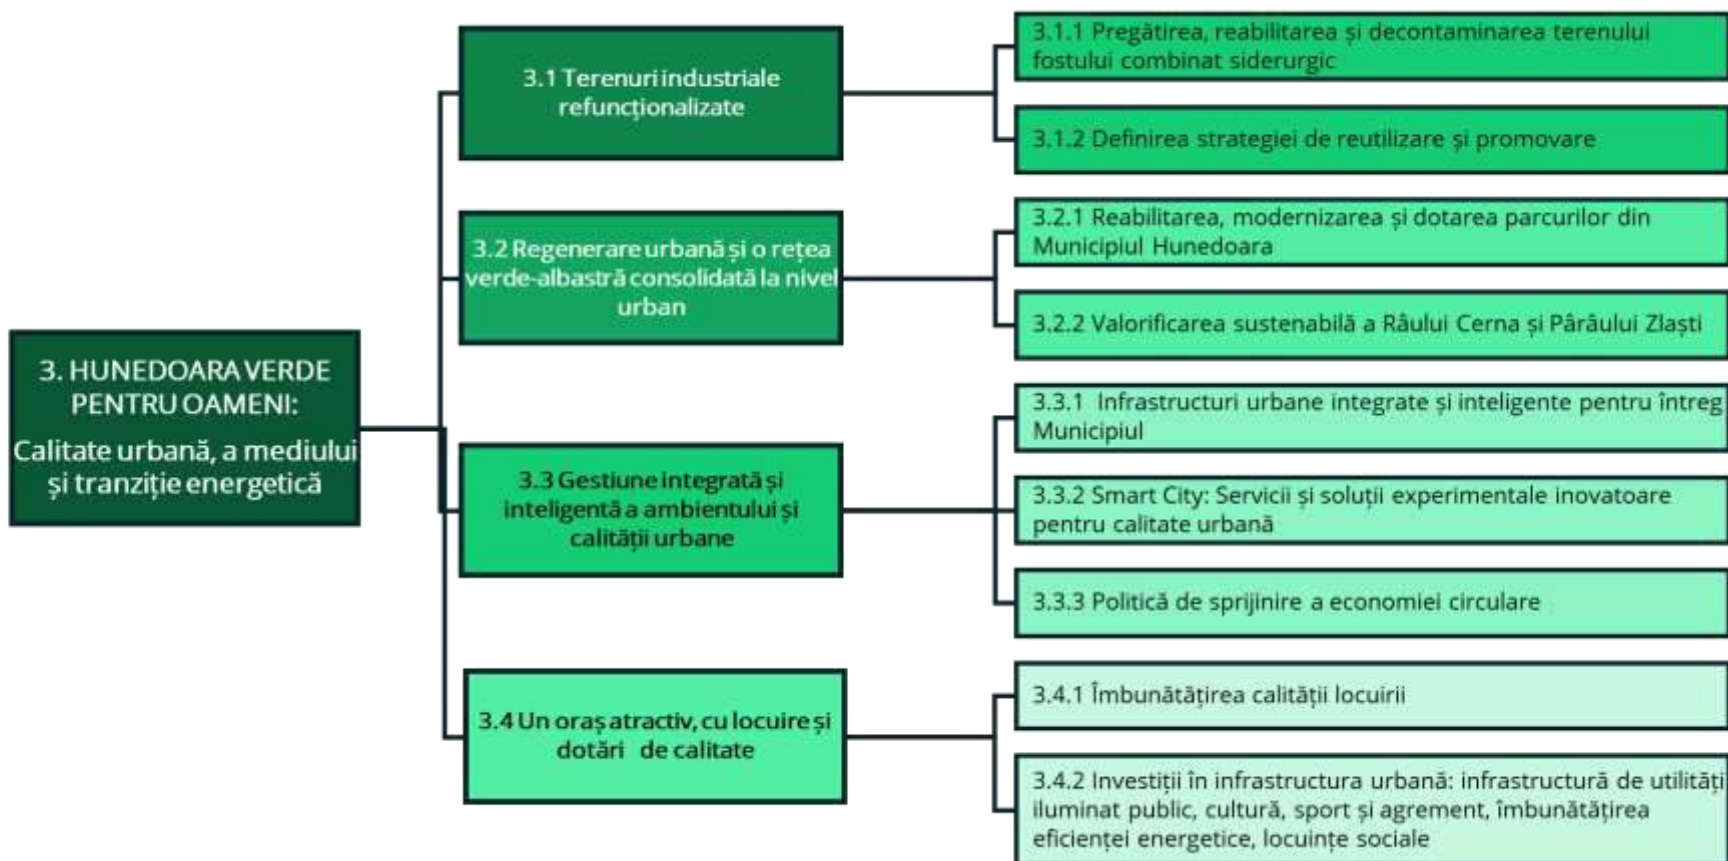 3. HUNEDOARA VERDE
PENTRU OAMENI:
Calitate urbană, a mediului
și tranziție energetică
3.1 Terenuri industriale
refuncționalizate
3.1.1 Pregătirea, reabilitarea și decontaminarea terenului
fostului combinat siderurgic
3.1.2 Definirea strategiei de reutilizare și promovare
3.2 Regenerare urbană și o rețea
verde-albastră consolidată la nivel
urban
3.2.1 Reabilitarea, modernizarea și dotarea parcurilor din
Municipiul Hunedoara
3.2.2 Valorificarea sustenabilă a Râului Cerna și Pârâului Zlaști
3.3 Gestiune integrată și
inteligentă a ambientului și
calității urbane
3.3.1 Infrastructuri urbane integrate și inteligente pentru întreg
Municipiul
3.3.2 Smart City: Servicii și soluții experimentale inovatoare
pentru calitate urbană
3.3.3 Politică de sprijinire a economiei circulare
3.4 Un oraș atractiv, cu locuire și
dotări de calitate
3.4.1 Îmbunătățirea calității locuirii
3.4.2 Investiții în infrastructura urbană: infrastructură de utilități
iluminat public, cultură, sport și agrement, îmbunătățirea
eficienței energetice, locuințe sociale